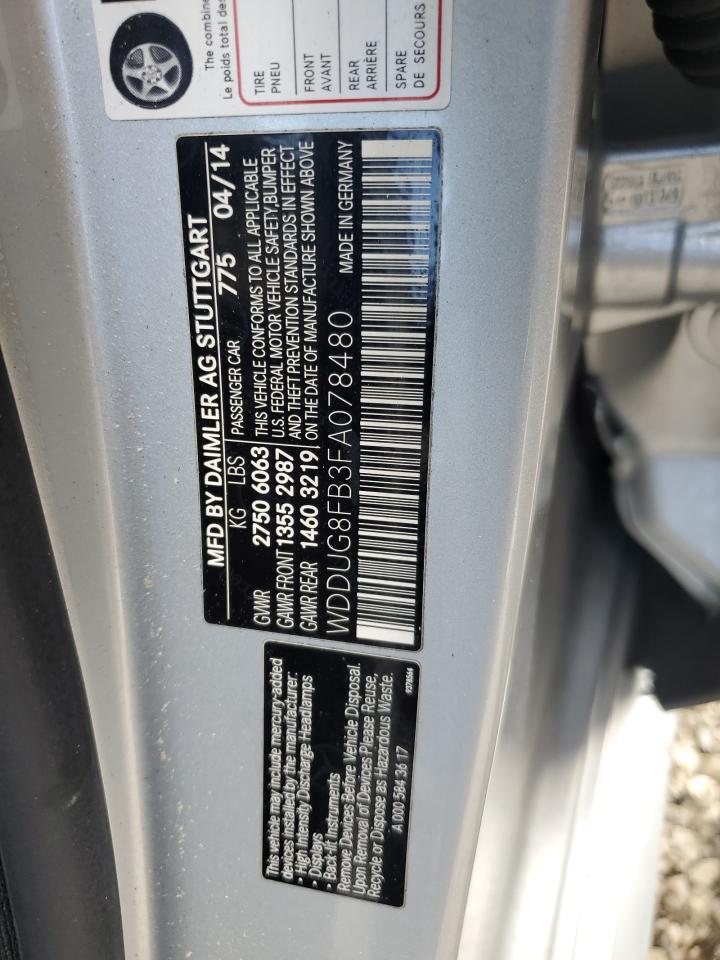 The combine
Le poids total des
TIRE
PNEU
FRONT
AVANT
REAR
ARRIÈRE
SPARE
DE SECOURS
MFD BY DAIMLER AG STUTTGART
KG LBS PASSENGER CAR 775 04/14
GVWR 2750 6063
GAWR FRONT 1355 2987
GAWR REAR 1460 3219
THIS VEHICLE CONFORMS TO ALL APPLICABLE
U.S. FEDERAL MOTOR VEHICLE SAFETY,BUMPER
AND THEFT PREVENTION STANDARDS IN EFFECT
ON THE DATE OF MANUFACTURE SHOWN ABOVE
WDDUG8FB3FA078480 MADE IN GERMANY
This vehicle may include mercury-added
devices installed by the manufacturer:
• High Intensity Discharge Headlamps
• Displays
• Back-lit Instruments
Remove Devices Before Vehicle Disposal.
Upon Removal of Devices Please Reuse,
Recycle or Dispose as Hazardous Waste.
A 000 584 36 17
9378564